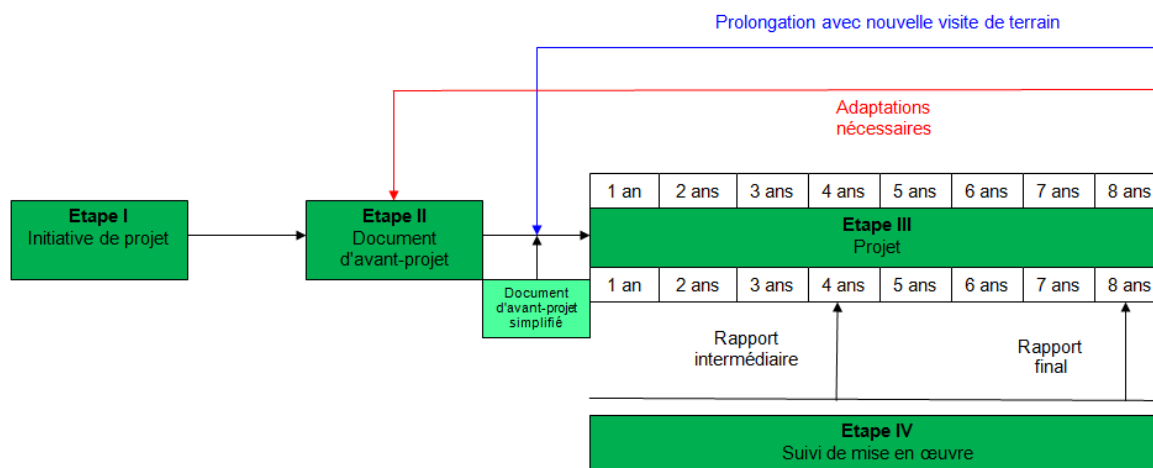 Prolongation avec nouvelle visite de terrain
Adaptations
nécessaires
1 an 2 ans 3 ans 4 ans 5 ans 6 ans 7 ans 8 ans
Etape I
Initiative de projet
Etape II
Document
d'avant-projet
Etape III
Projet
Document
d'avant-projet
simplifié
1 an 2 ans 3 ans 4 ans 5 ans 6 ans 7 ans 8 ans
Rapport
intermédiaire
Rapport
final
Etape IV
Suivi de mise en œuvre